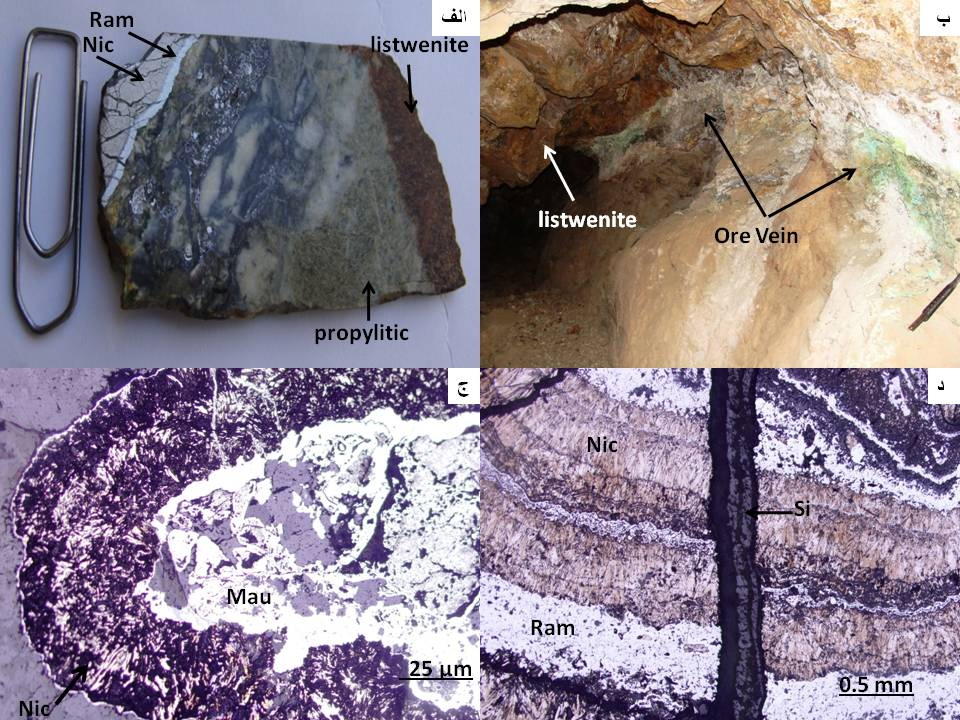 الف
Ram
Nic
listwenite
propylitic
ب
listwenite
Ore Vein
ج
Mau
25 µm
Nic
د
Nic
Si
Ram
0.5 mm